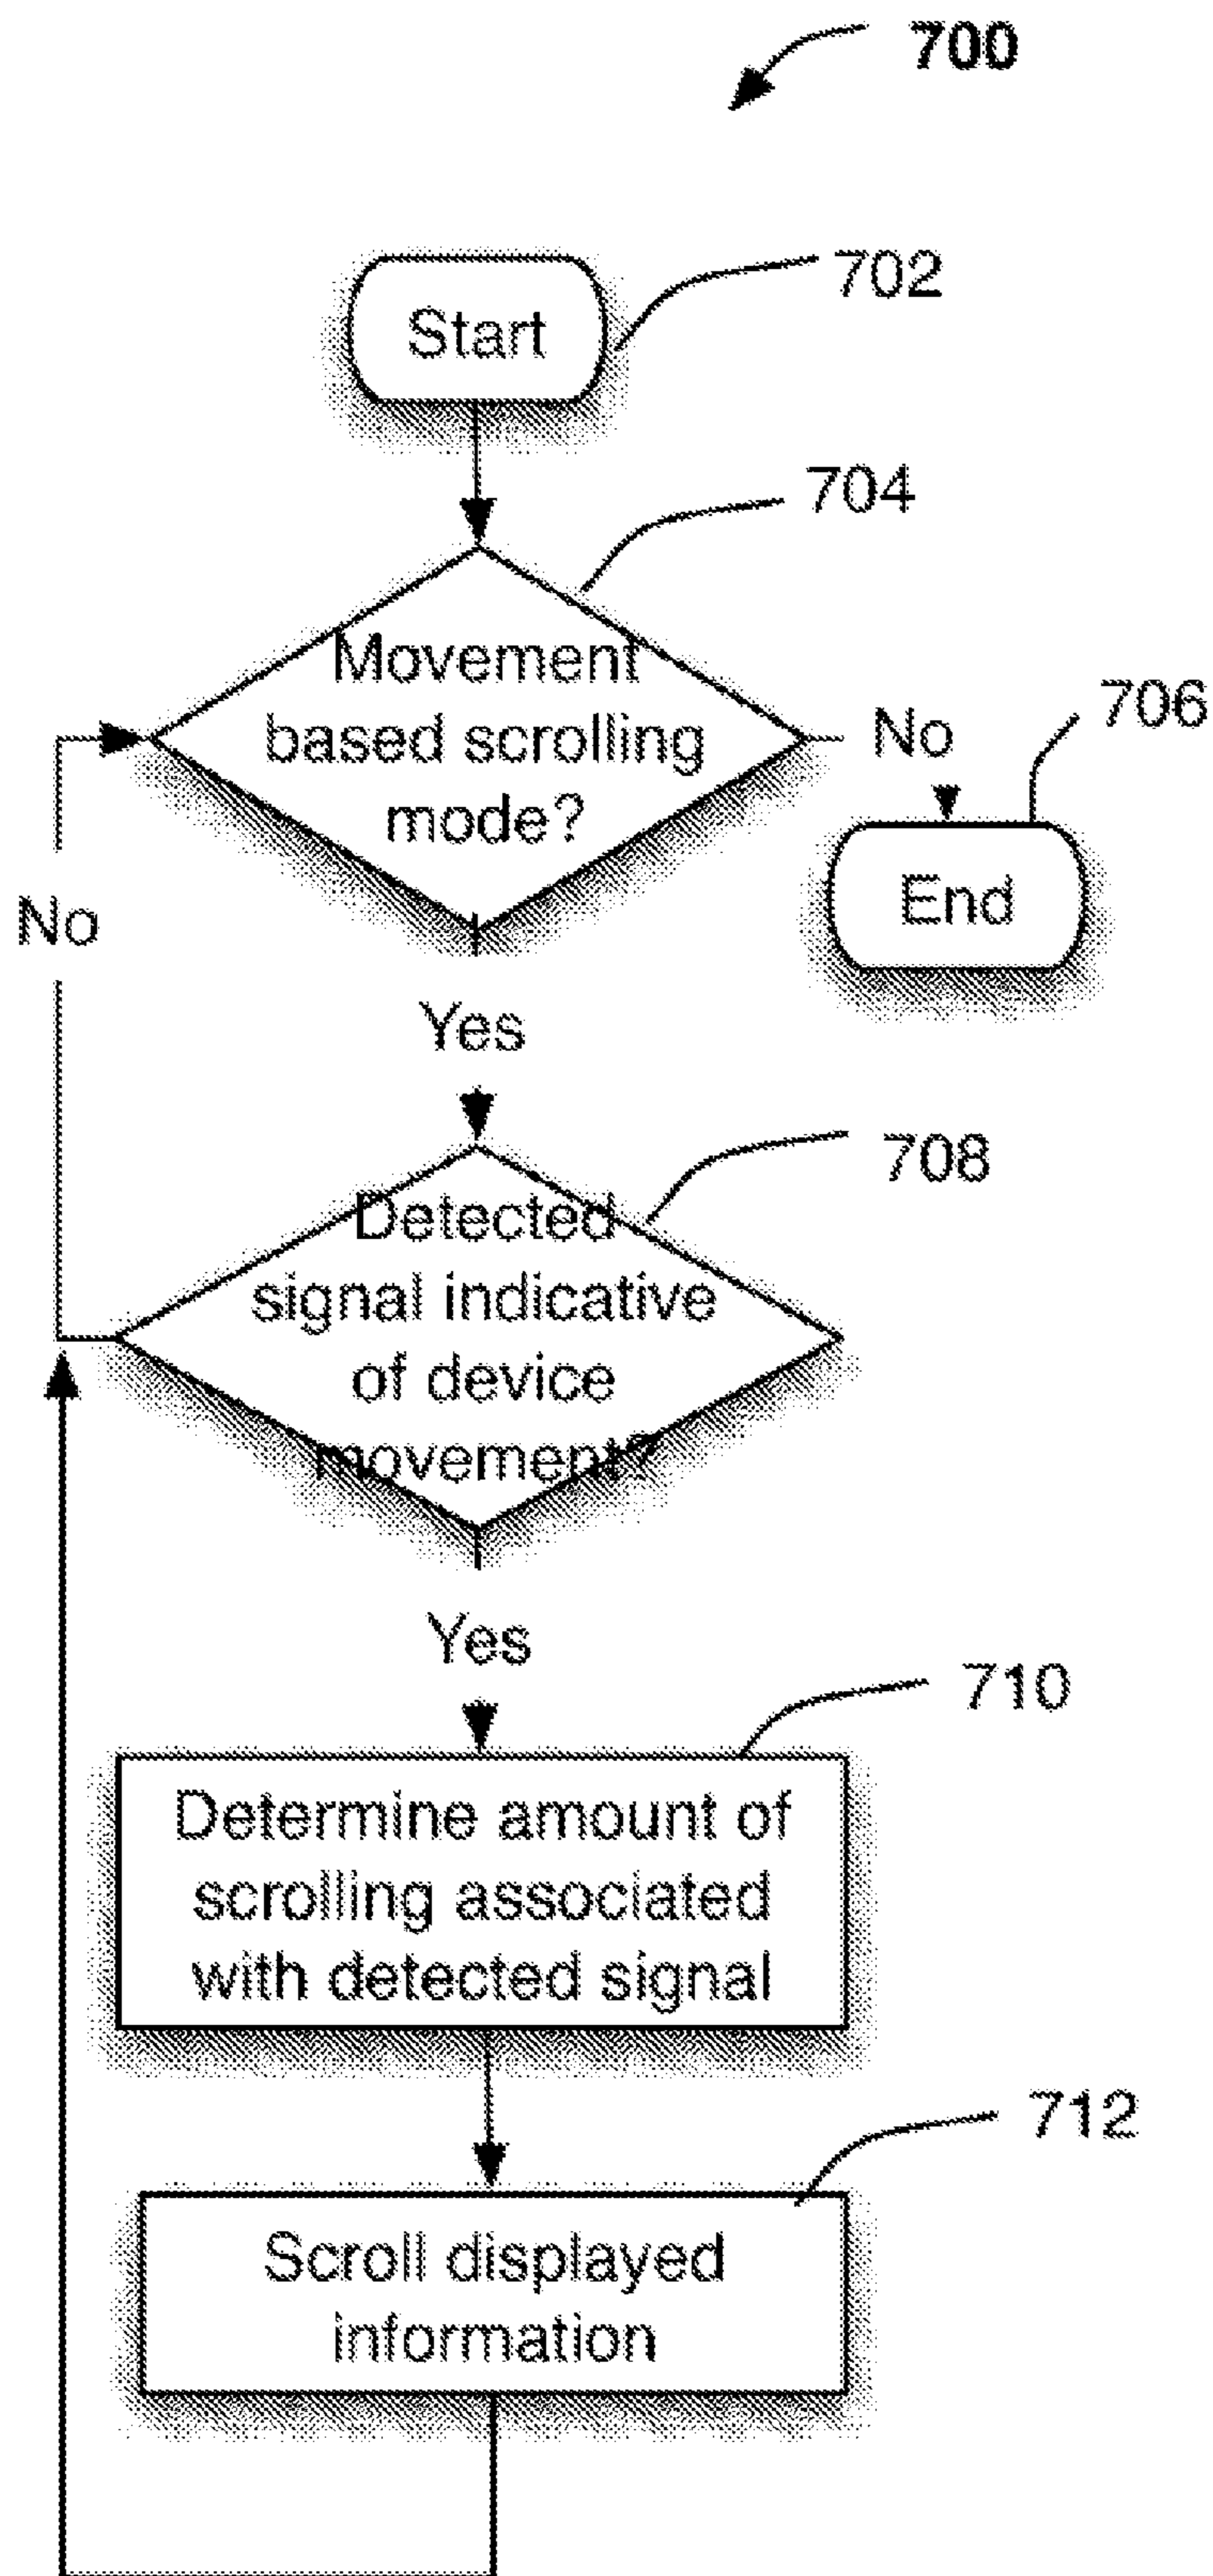 700
702
Start
704
Movement
based scrolling
mode?
No
706
End
No
Yes
708
Detected
signal indicative
of device
movement?
Yes
710
Determine amount of
scrolling associated
with detected signal
712
Scroll displayed
information